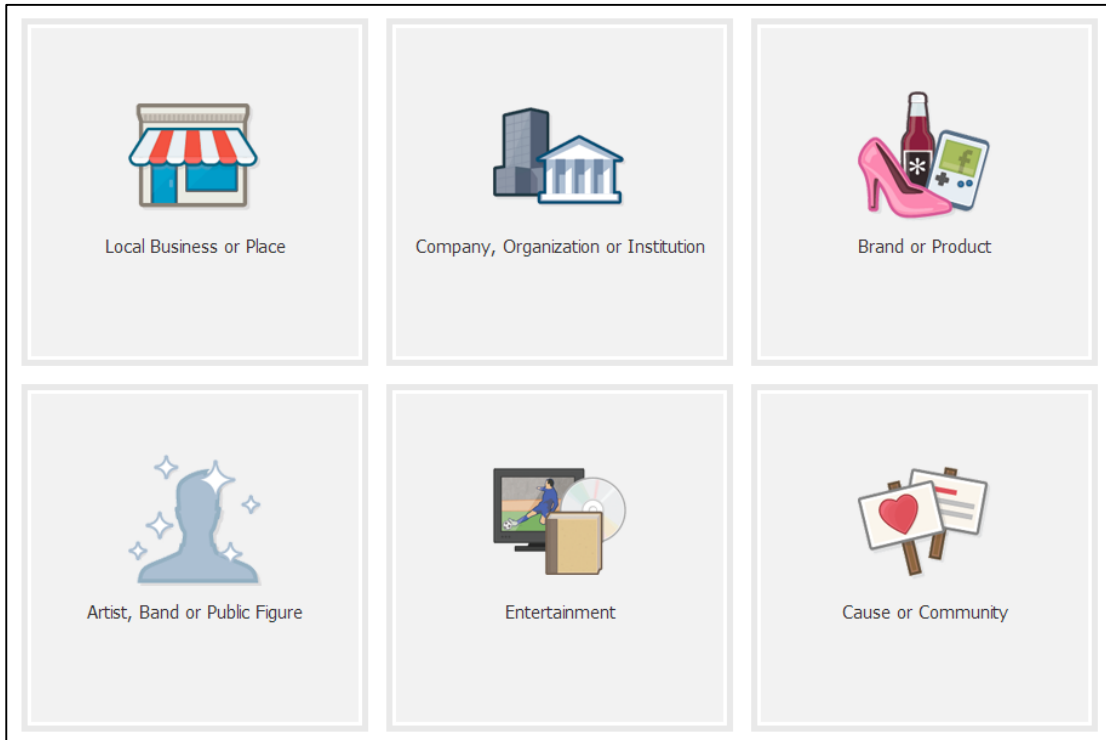 Local Business or Place
Company, Organization or Institution
Brand or Product
Artist, Band or Public Figure
Entertainment
Cause or Community